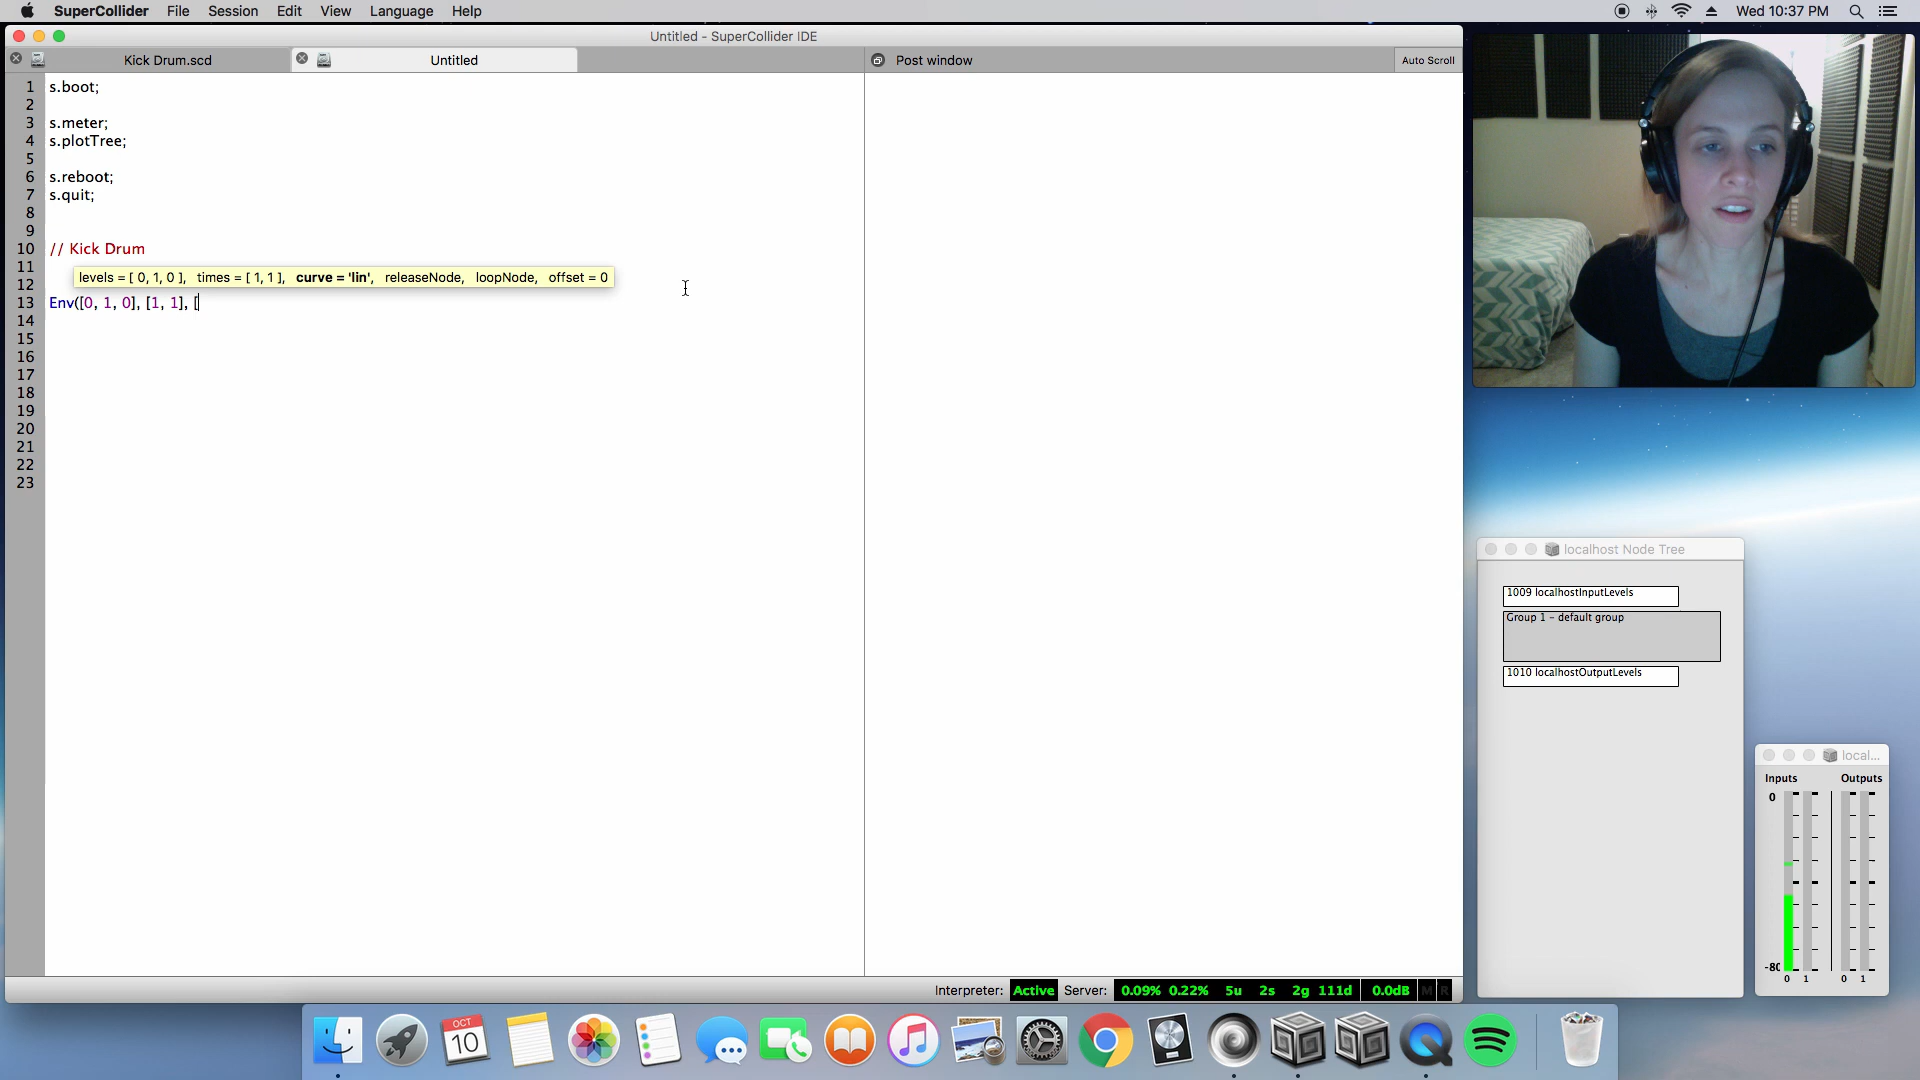 SuperCollider File Session Edit View Language Help Wed 10:37 PM
Untitled - SuperCollider IDE
Kick Drum.scd Untitled Post window Auto Scroll
1 s.boot;
2
3 s.meter;
4 s.plotTree;
5
6 s.reboot;
7 s.quit;
8
9
10 // Kick Drum
11
levels = [ 0, 1, 0 ], times = [ 1, 1 ], curve = 'lin', releaseNode, loopNode, offset = 0
12
13 Env([0, 1, 0], [1, 1], [
14
15
16
17
18
19
20
21
22
23
localhost Node Tree
1009 localhostInputLevels
Group 1 - default group
1010 localhostOutputLevels
local...
Inputs Outputs
0
-80
0 1 0 1
Interpreter: Active Server: 0.09% 0.22% 5u 2s 2g 111d 0.0dB M R
OCT
10